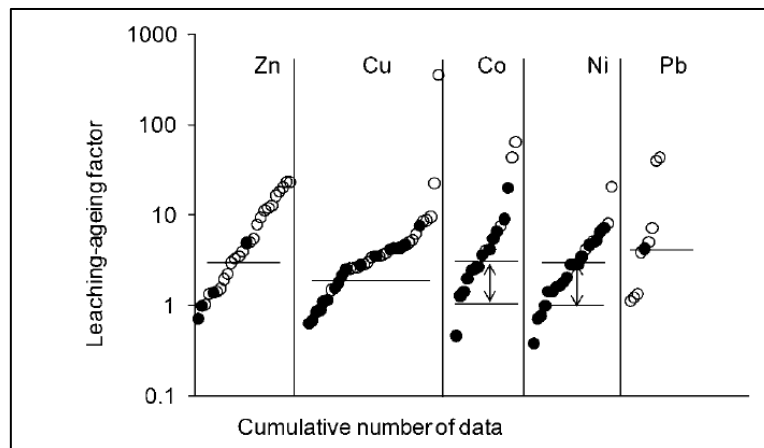 1000
100
10
1
0.1
Leaching-ageing factor
Zn Cu Co Ni Pb
Cumulative number of data